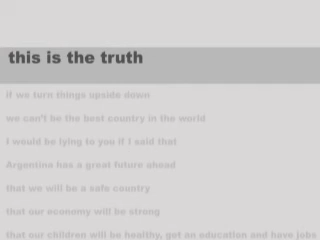 this is the truth
if we turn things upside down
we can't be the best country in the world
I would be lying to you if I said that
Argentina has a great future ahead
that we will be a safe country
that our economy will be strong
that our children will be healthy, get an education and have jobs